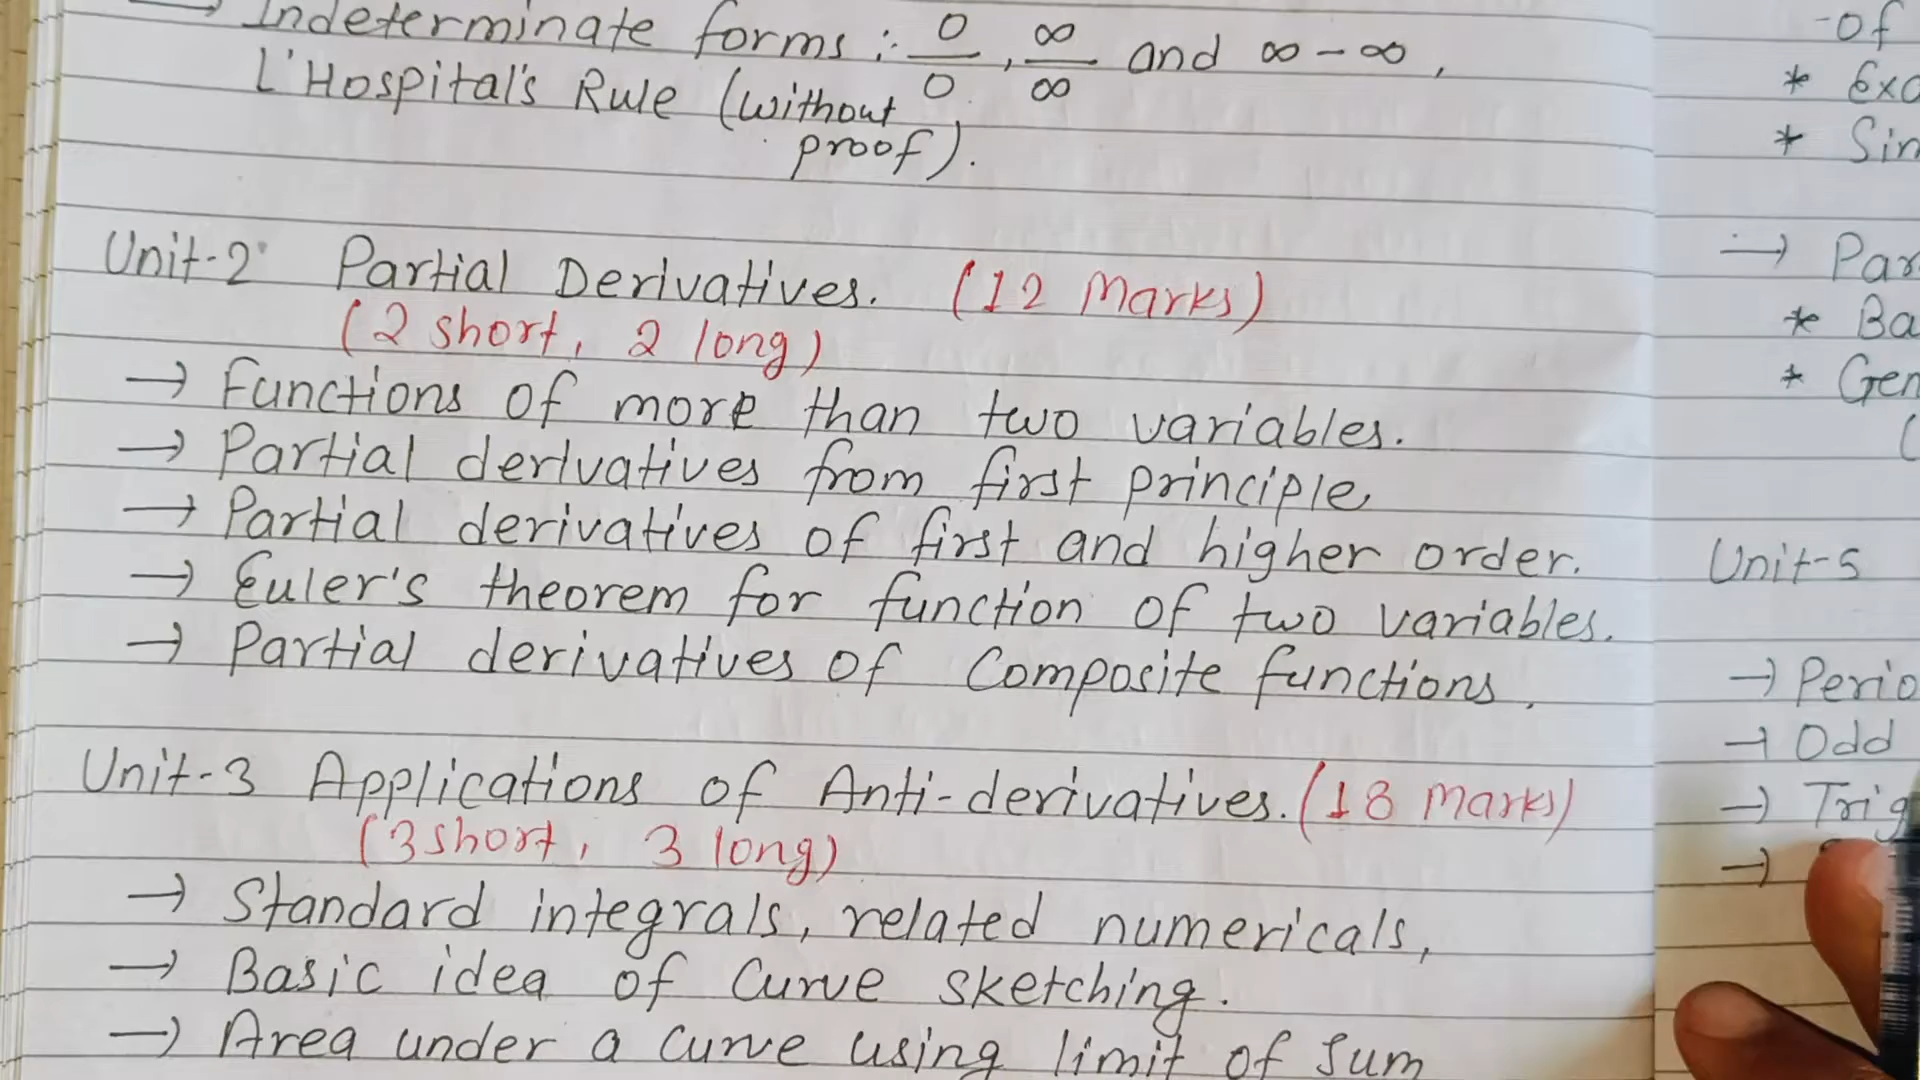 → Indeterminate forms : 0/0, ∞/∞ and ∞ - ∞,
L'Hospital's Rule (without
proof).
Unit-2 Partial Derivatives. (12 Marks)
(2 short, 2 long)
→ Functions of more than two variables.
→ Partial derivatives from first principle.
→ Partial derivatives of first and higher order.
→ Euler's theorem for function of two variables.
→ Partial derivatives of Composite functions.
Unit-3 Applications of Anti-derivatives. (18 Marks)
(3 short, 3 long)
→ Standard integrals, related numericals,
→ Basic idea of Curve sketching.
→ Area under a curve using limit of sum
-of
*
* Sin
→ Par
* Ba
* Gen
(
Unit-5
→ Perio
→ Odd
→ Trig
→